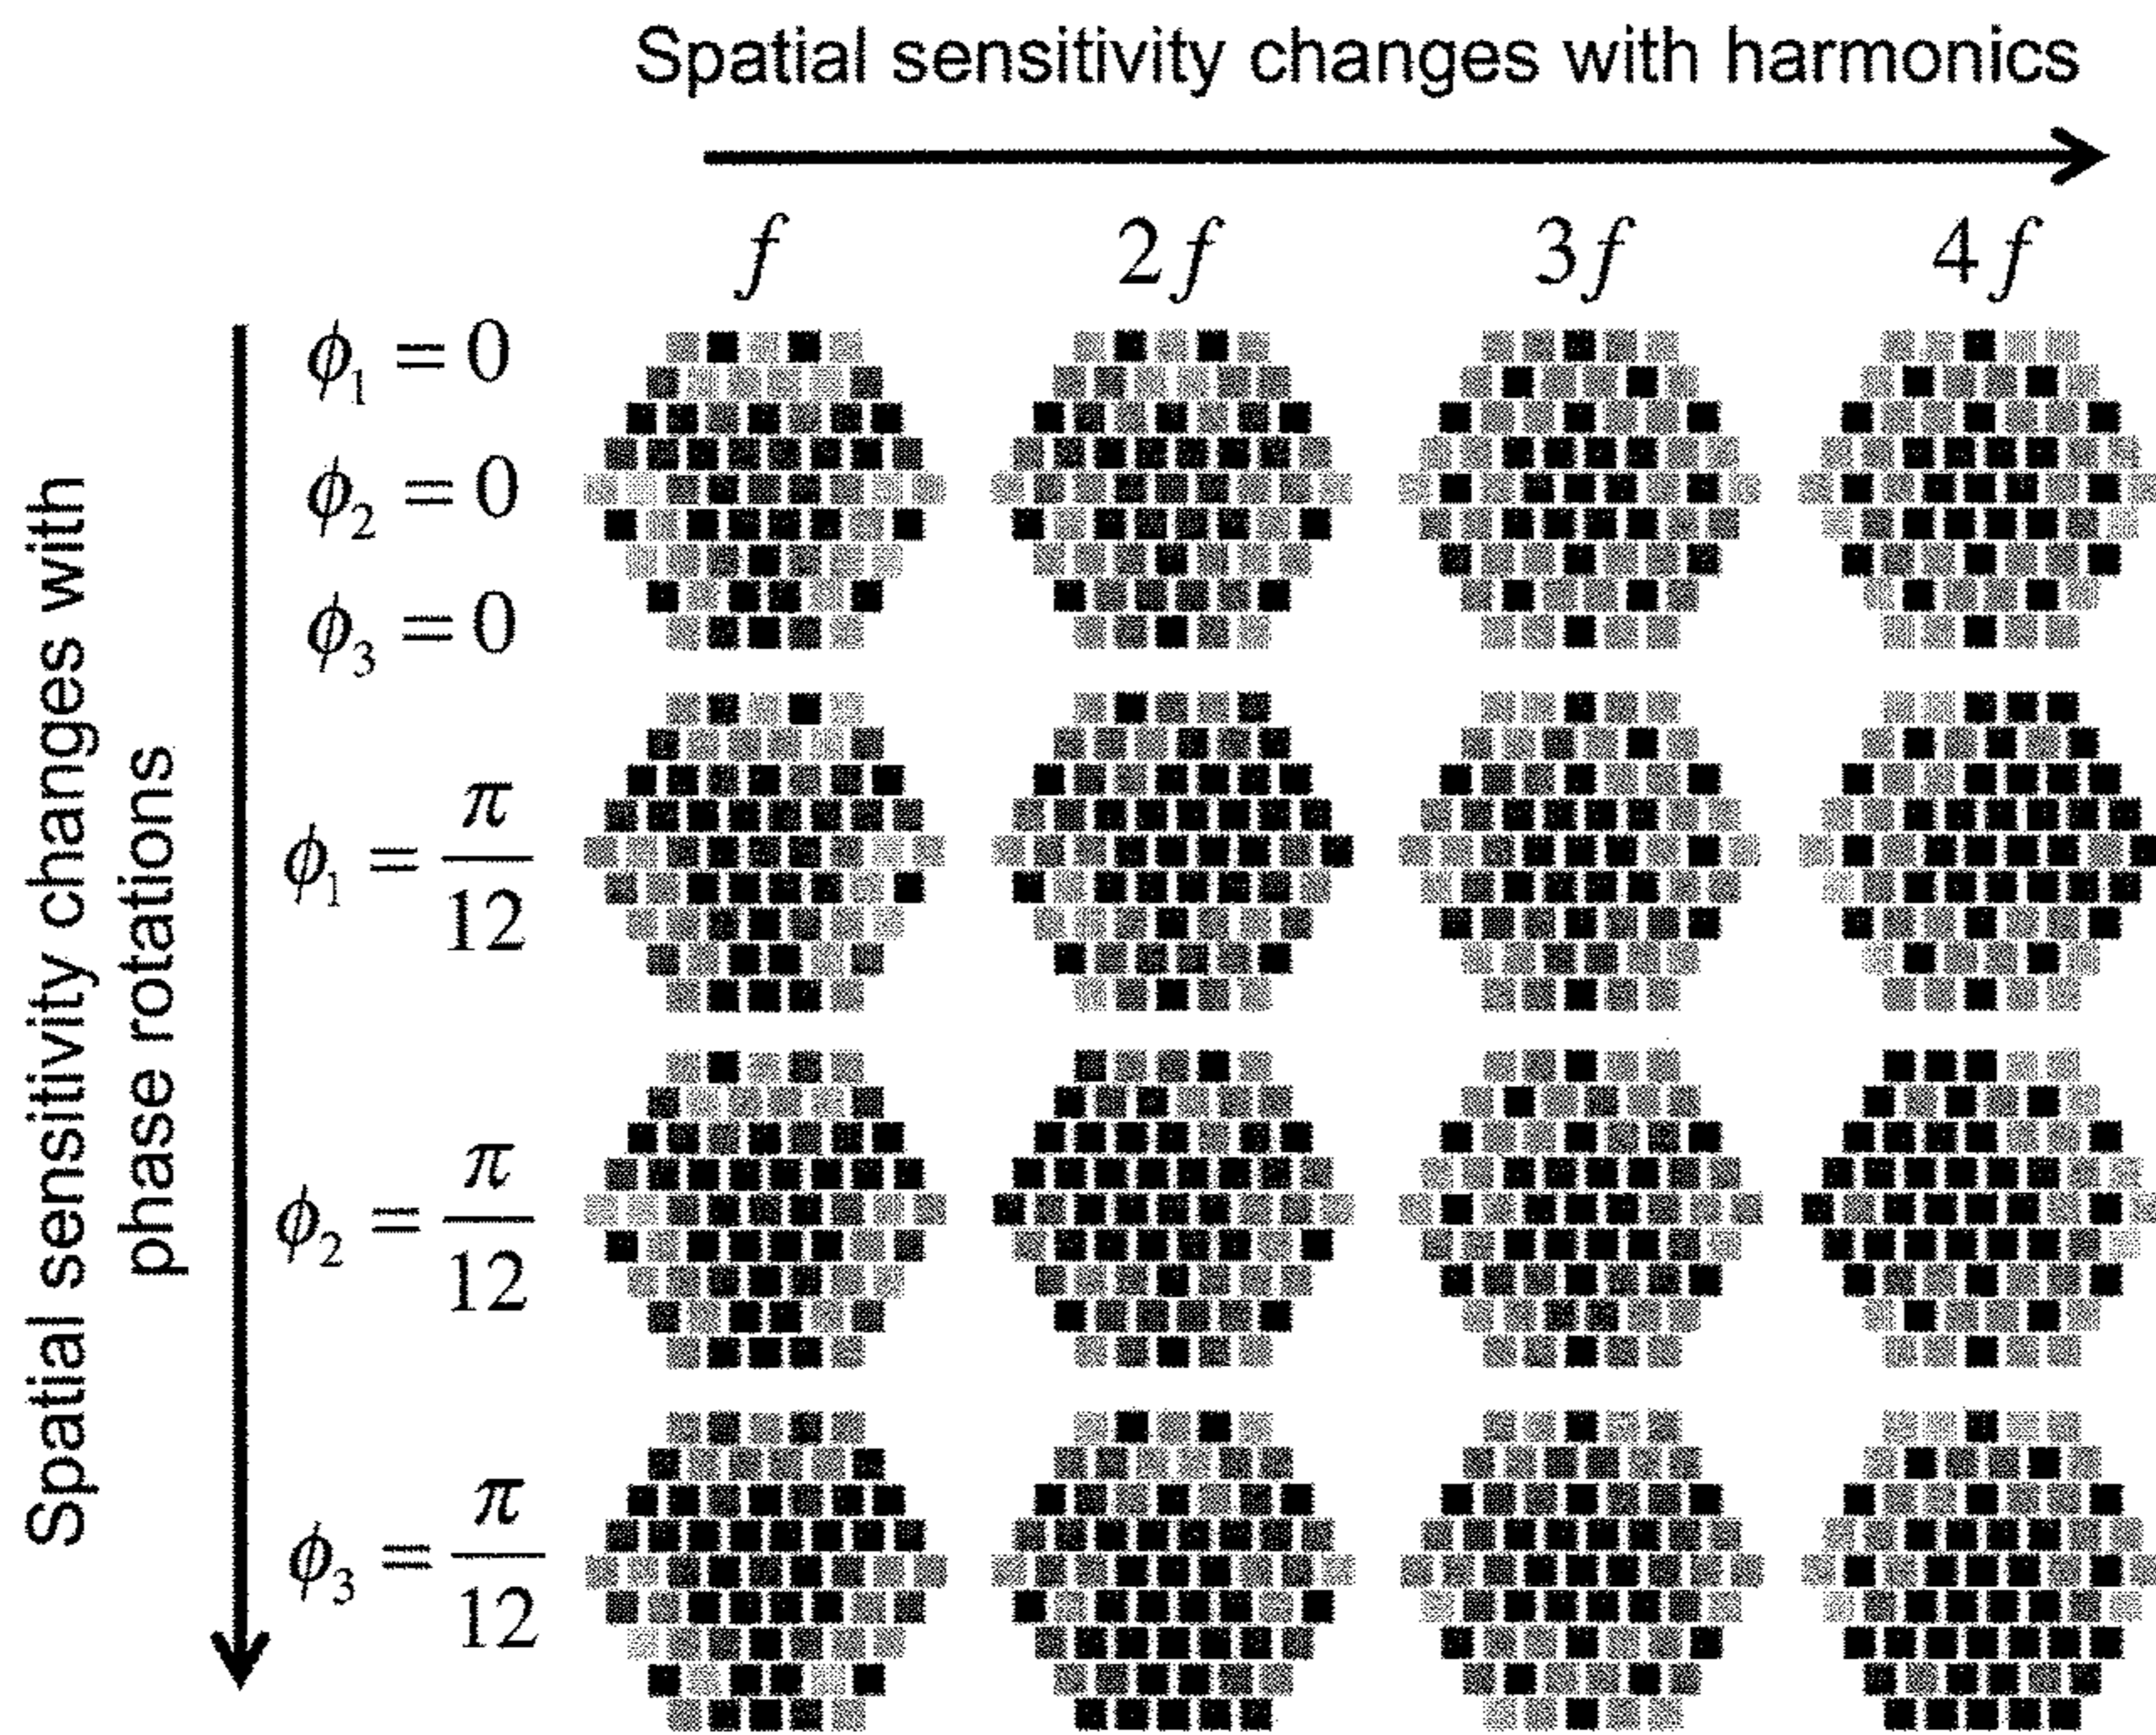 Spatial sensitivity changes with harmonics
f 2f 3f 4f
Spatial sensitivity changes with
phase rotations
ϕ₁ = 0
ϕ₂ = 0
ϕ₃ = 0
ϕ₁ = π/12
ϕ₂ = π/12
ϕ₃ = π/12